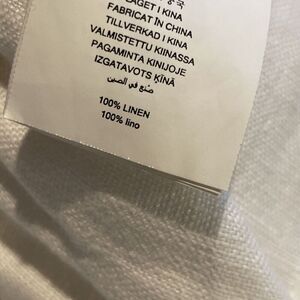 LAGET I KINA
FABRICAT ÎN CHINA
TILLVERKAD I KINA
VALMISTETTU KIINASSA
PAGAMINTA KINIJOJE
IZGATAVOTS ĶĪNĀ
صنع في الصين
100% LINEN
100% lino